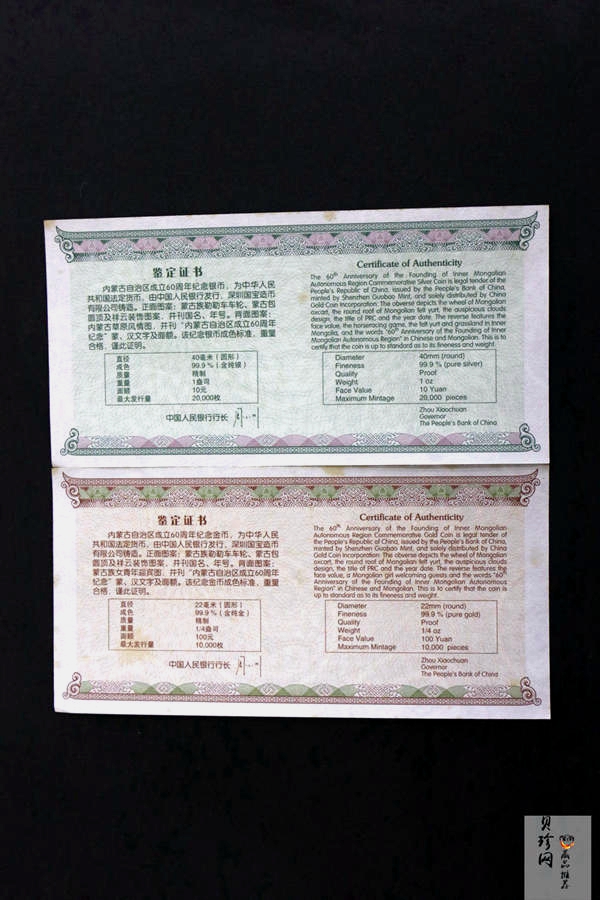 鉴定证书
内蒙古自治区成立60周年纪念银币，为中华人民
共和国法定货币，由中国人民银行发行，深圳国宝造币
有限公司铸造。正面图案：蒙古族勒勒车车轮、蒙古包
圆顶及祥云装饰图案，并刊国名、年号。背面图案：
内蒙古草原风情图，并刊“内蒙古自治区成立60周年
纪念”蒙、汉文字及面额。该纪念银币成色标准，重量
合格，谨此证明。
直径 40毫米（圆形）
成色 99.9％（含纯银）
质量 精制
重量 1盎司
面额 10元
最大发行量 20,000枚
中国人民银行行长
Certificate of Authenticity
The 60th Anniversary of the Founding of Inner Mongolian
Autonomous Region Commemorative Silver Coin is legal tender of the
People's Republic of China, issued by the People's Bank of China,
minted by Shenzhen Guobao Mint, and solely distributed by China
Gold Coin Incorporation. The obverse depicts the wheel of Mongolian
oxcart, the round roof of Mongolian felt yurt, the auspicious clouds
design, the title of PRC and the year date. The reverse features the
face value, the horseracing game, the felt yurt and grassland in Inner
Mongolia, and the words "60th Anniversary of the Founding of Inner
Mongolian Autonomous Region" in Chinese and Mongolian. This is to
certify that the coin is up to standard as to its fineness and weight.
Diameter 40mm (round)
Fineness 99.9 % (pure silver)
Quality Proof
Weight 1 oz
Face Value 10 Yuan
Maximum Mintage 20,000 pieces
Zhou Xiaochuan
Governor
The People's Bank of China
鉴定证书
内蒙古自治区成立60周年纪念金币，为中华人民
共和国法定货币，由中国人民银行发行，深圳国宝造币
有限公司铸造。正面图案：蒙古族勒勒车车轮、蒙古包
圆顶及祥云装饰图案，并刊国名、年号。背面图案：
蒙古族女青年迎宾图，并刊“内蒙古自治区成立60周年
纪念”蒙、汉文字及面额。该纪念金币成色标准，重量
合格，谨此证明。
直径 22毫米（圆形）
成色 99.9％（含纯金）
质量 精制
重量 1/4盎司
面额 100元
最大发行量 10,000枚
中国人民银行行长
Certificate of Authenticity
The 60th Anniversary of the Founding of Inner Mongolian
Autonomous Region Commemorative Gold Coin is legal tender of
the People's Republic of China, issued by the People's Bank of China,
minted by Shenzhen Guobao Mint, and solely distributed by China
Gold Coin Incorporation. The obverse depicts the wheel of Mongolian
oxcart, the round roof of Mongolian felt yurt, the auspicious clouds
design, the title of PRC and the year date. The reverse features the
face value, a Mongolian girl welcoming guests and the words "60th
Anniversary of the Founding of Inner Mongolian Autonomous Region"
in Chinese and Mongolian. This is to certify that the coin is
up to standard as to its fineness and weight.
Diameter 22mm (round)
Fineness 99.9 % (pure gold)
Quality Proof
Weight 1/4 oz
Face Value 100 Yuan
Maximum Mintage 10,000 pieces
Zhou Xiaochuan
Governor
The People's Bank of China
贝珍网
藏品推荐